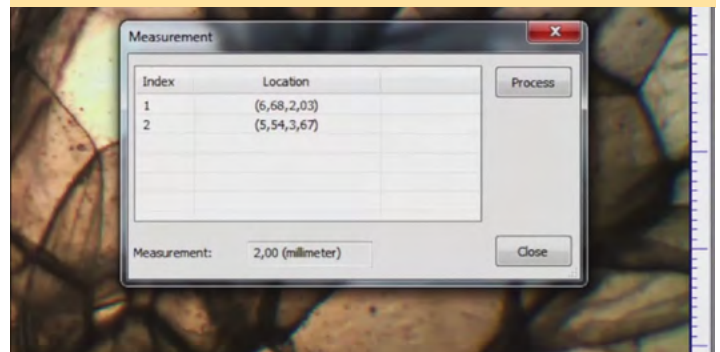 Measurement
Index Location
1 (6,68,2,03)
2 (5,54,3,67)
Process
Measurement: 2,00 (millimeter)
Close